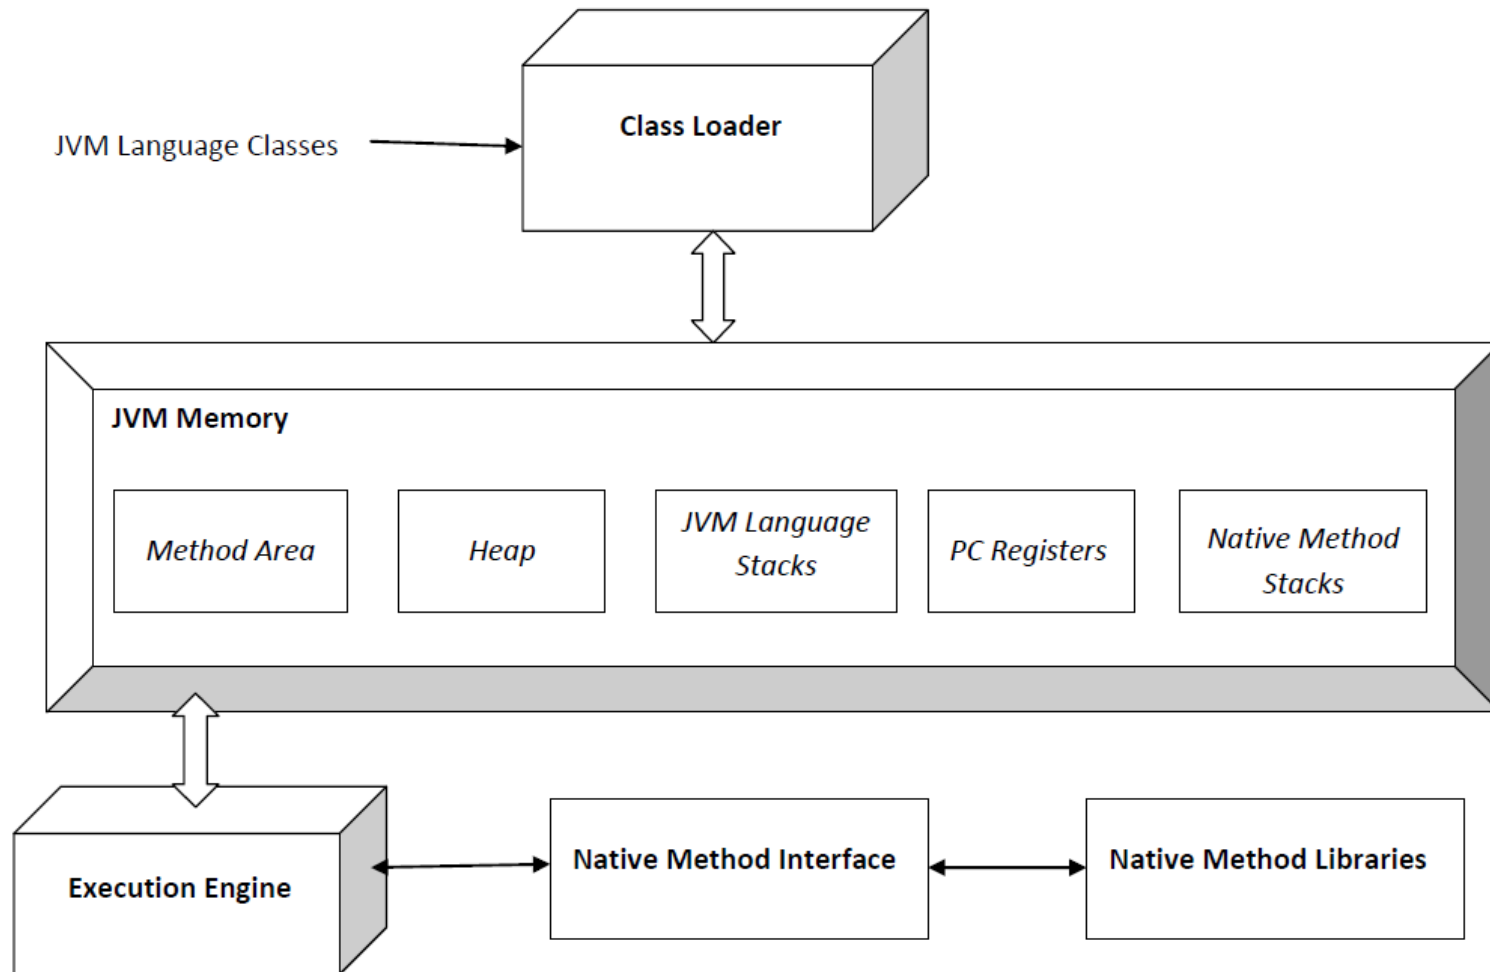 Class Loader
JVM Language Classes
JVM Memory
Method Area
Heap
JVM Language
Stacks
PC Registers
Native Method
Stacks
Execution Engine
Native Method Interface
Native Method Libraries